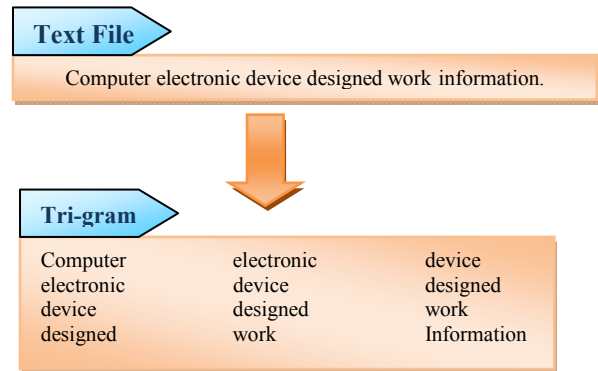 Text File
Computer electronic device designed work information.
Tri-gram
Computer electronic device
electronic device designed
device designed work
designed work Information